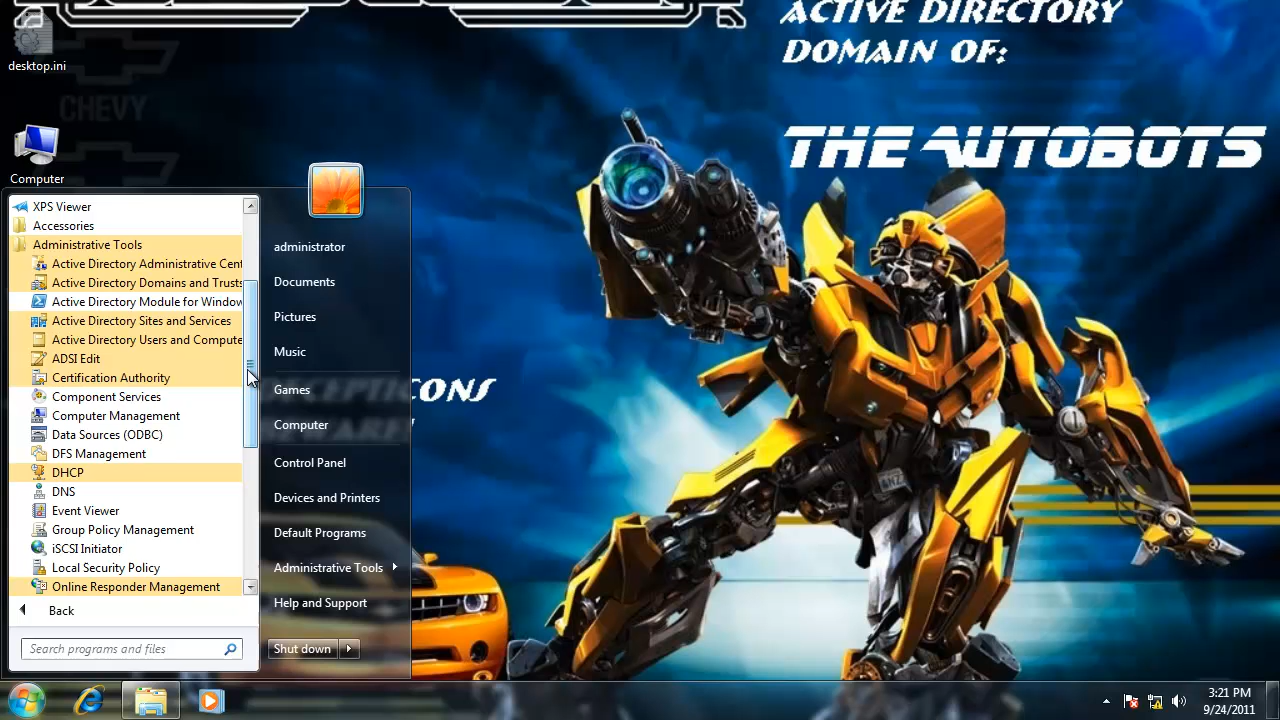 ACTIVE DIRECTORY
DOMAIN OF:
THE AUTOBOTS
desktop.ini
CHEVY
Computer
XPS Viewer
Accessories
Administrative Tools
Active Directory Administrative Cent
Active Directory Domains and Trusts
Active Directory Module for Window
Active Directory Sites and Services
Active Directory Users and Compute
ADSI Edit
Certification Authority
Component Services
Computer Management
Data Sources (ODBC)
DFS Management
DHCP
DNS
Event Viewer
Group Policy Management
iSCSI Initiator
Local Security Policy
Online Responder Management
Back
Search programs and files
administrator
Documents
Pictures
Music
Games
Computer
Control Panel
Devices and Printers
Default Programs
Administrative Tools
Help and Support
Shut down
3:21 PM
9/24/2011